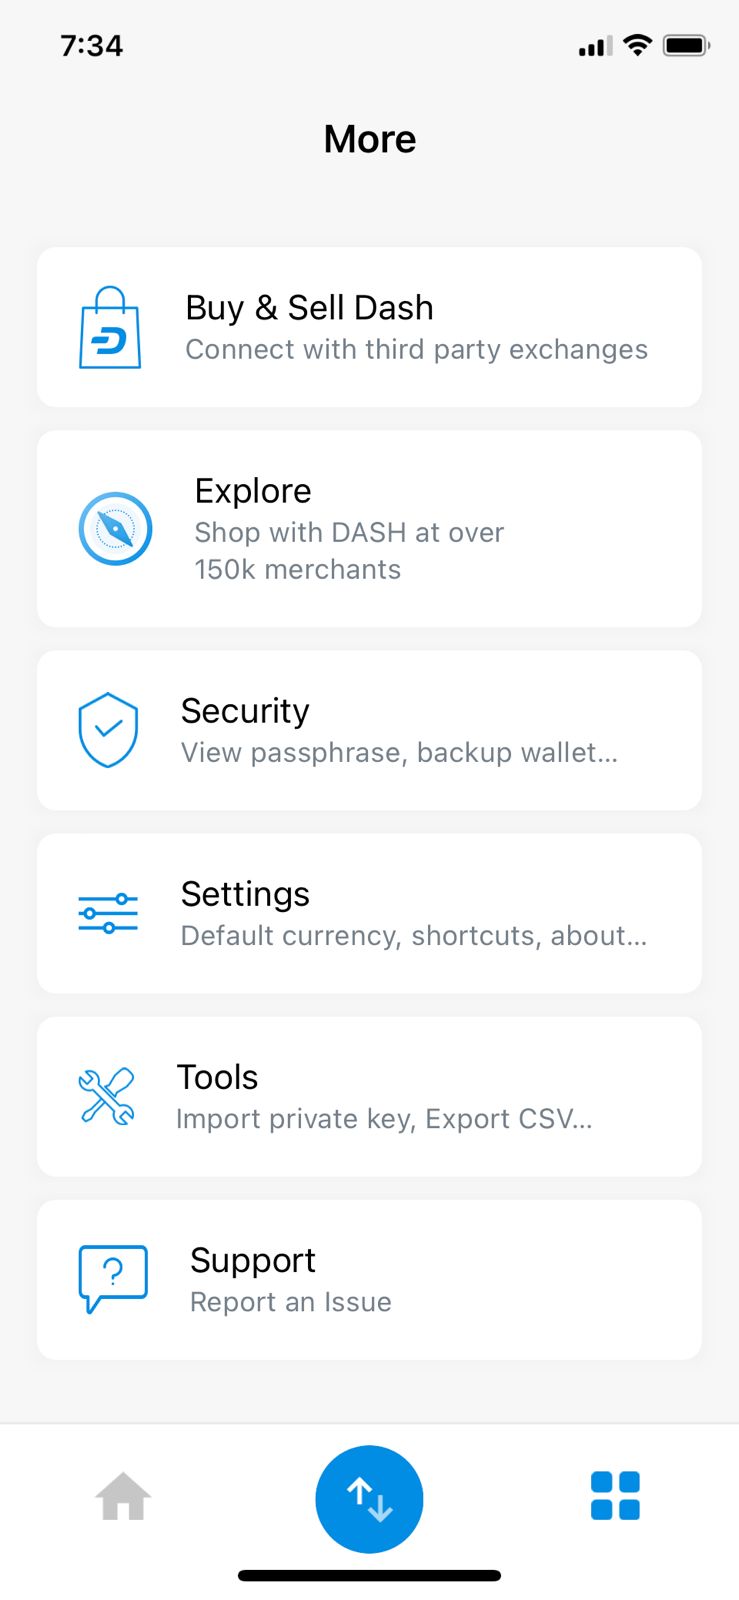 7:34
More
Buy & Sell Dash
Connect with third party exchanges
Explore
Shop with DASH at over
150k merchants
Security
View passphrase, backup wallet...
Settings
Default currency, shortcuts, about...
Tools
Import private key, Export CSV...
?
Support
Report an Issue